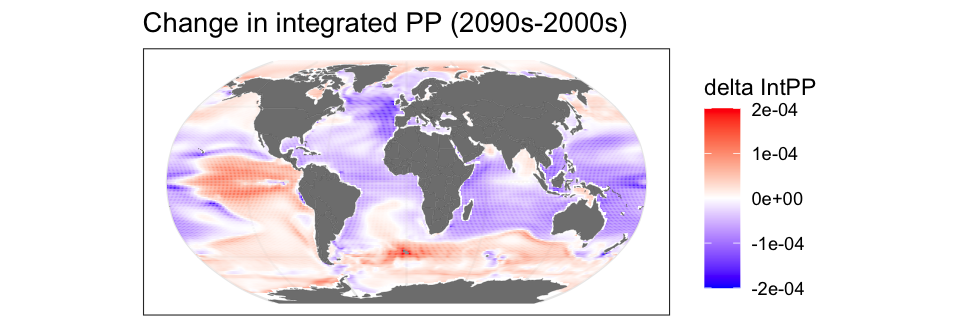 Change in integrated PP (2090s-2000s)
delta IntPP
2e-04
1e-04
0e+00
-1e-04
-2e-04